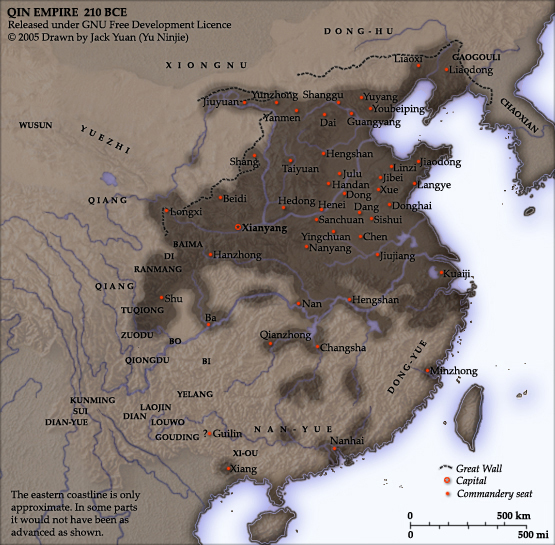 QIN EMPIRE 210 BCE
Released under GNU Free Development Licence
© 2005 Drawn by Jack Yuan (Yu Ninjie)
DONG-HU
XIONGNU
GAOGOULI
Liaoxi
Liaodong
Jiuyuan
Yunzhong
Shanggu
Yuyang
Youbeiping
CHAOXIAN
Yanmen
Dai
Guangyang
WUSUN
YUEZHI
Shang
Taiyuan
Hengshan
Linzi
Jiaodong
Julu
Jibei
Handan
Xue
Langye
QIANG
Beidi
Hedong
Dong
Henei
Dang
Donghai
Longxi
Sanchuan
Sishui
Xianyang
Yingchuan
Chen
BAIMA
Nanyang
DI
Hanzhong
Jiujiang
RANMANG
Kuaiji
QIANG
Shu
Nan
Hengshan
TUQIONG
Ba
ZUODU
BO
Qianzhong
Changsha
QIONGDU
BI
DONG-YUE
Minzhong
YELANG
KUNMING
SUI
LAOJIN
DIAN
DIAN-YUE
LOUWO
GOUDING
? Guilin
NAN-YUE
Nanhai
XI-OU
Xiang
Great Wall
Capital
Commandery seat
The eastern coastline is only
approximate. In some parts
it would not have been as
advanced as shown.
0 500 km
0 500 mi